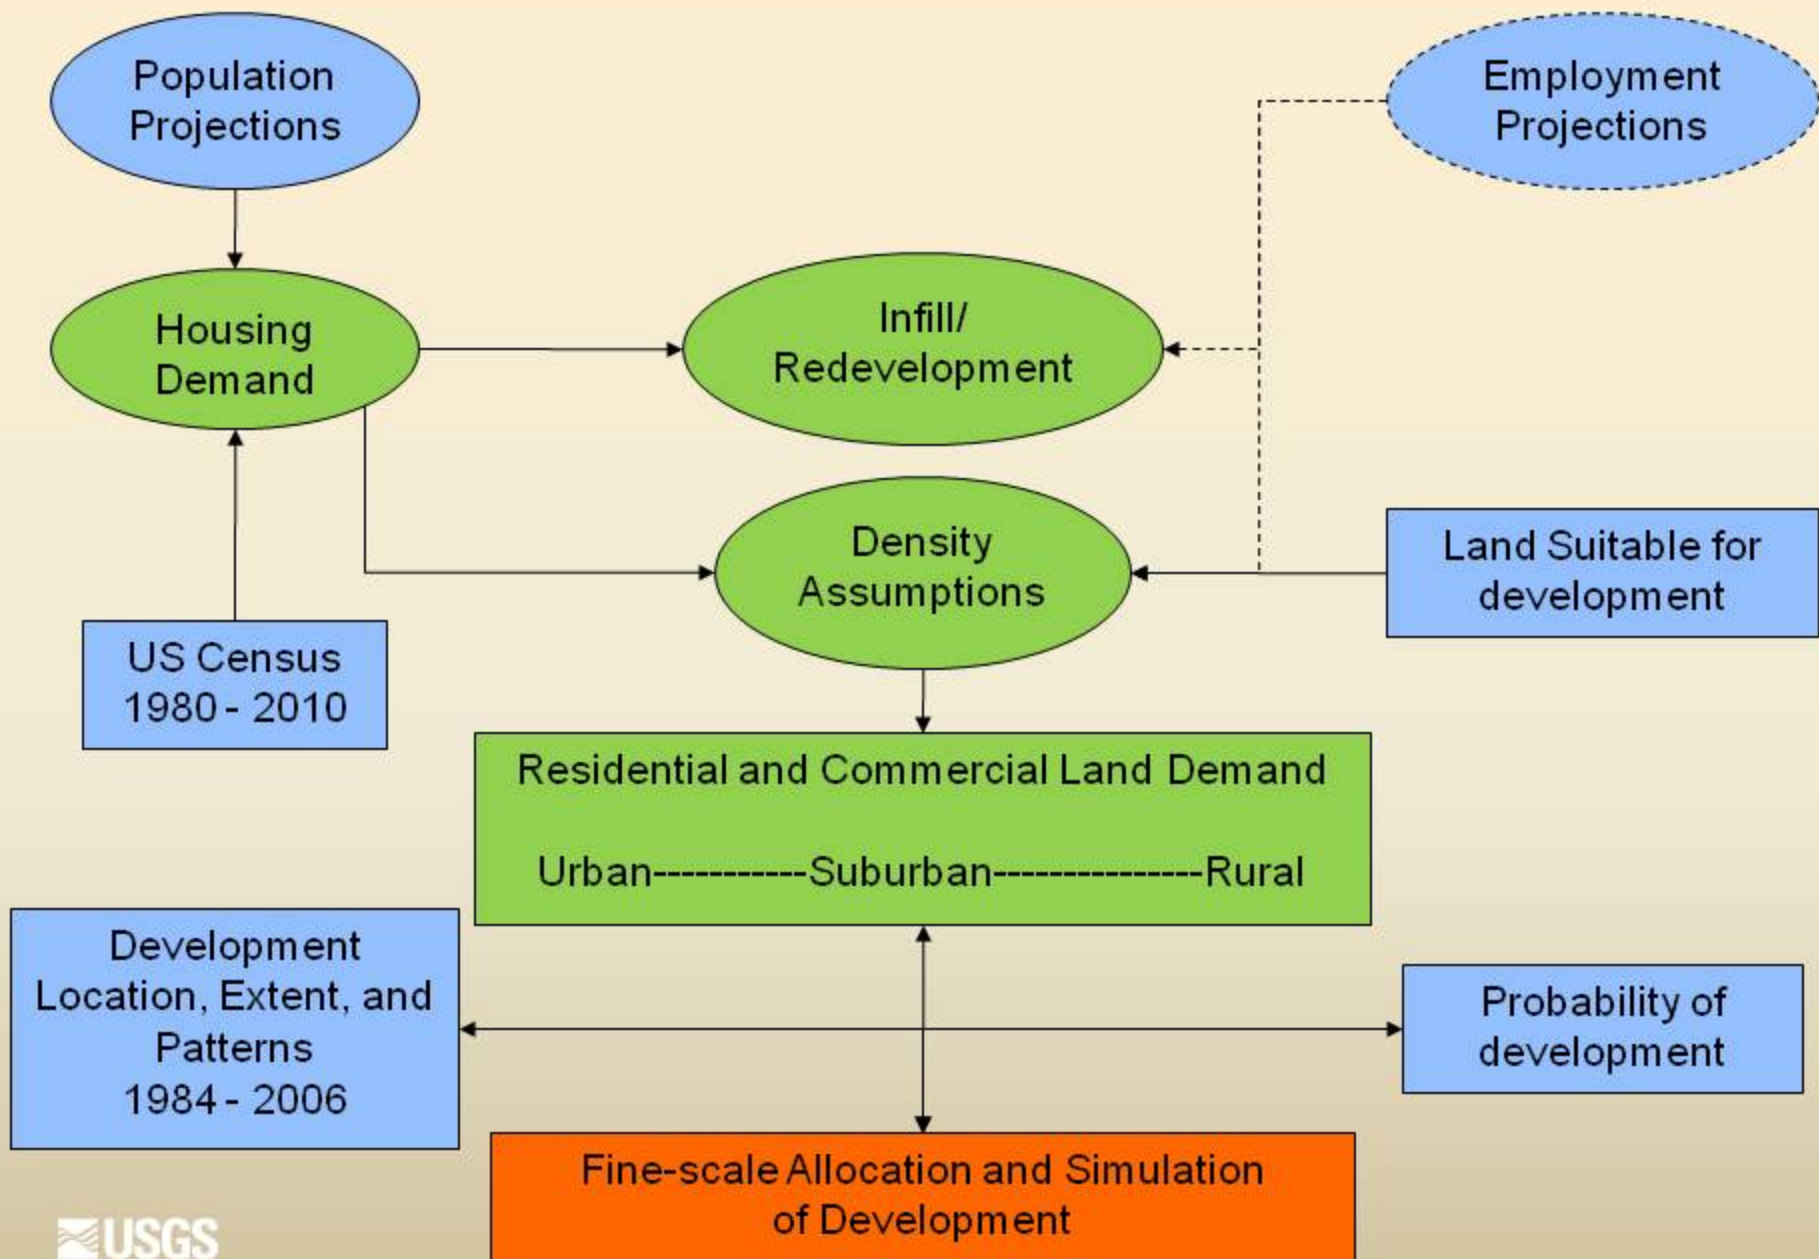 Population
Projections
Employment
Projections
Housing
Demand
Infill/
Redevelopment
Density
Assumptions
Land Suitable for
development
US Census
1980 - 2010
Residential and Commercial Land Demand
Urban-----------Suburban---------------Rural
Development
Location, Extent, and
Patterns
1984 - 2006
Probability of
development
Fine-scale Allocation and Simulation
of Development
USGS